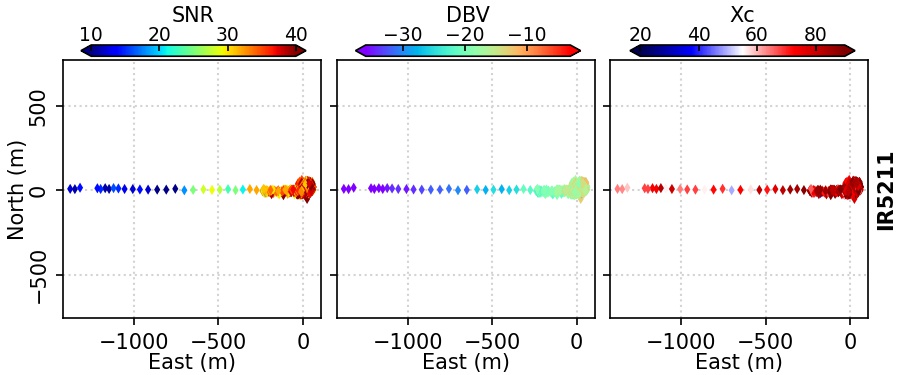 SNR DBV Xc
10 20 30 40 −30 −20 −10 20 40 60 80
500
0
−500
North (m)
IR5211
−1000 −500 0 −1000 −500 0 −1000 −500 0
East (m) East (m) East (m)